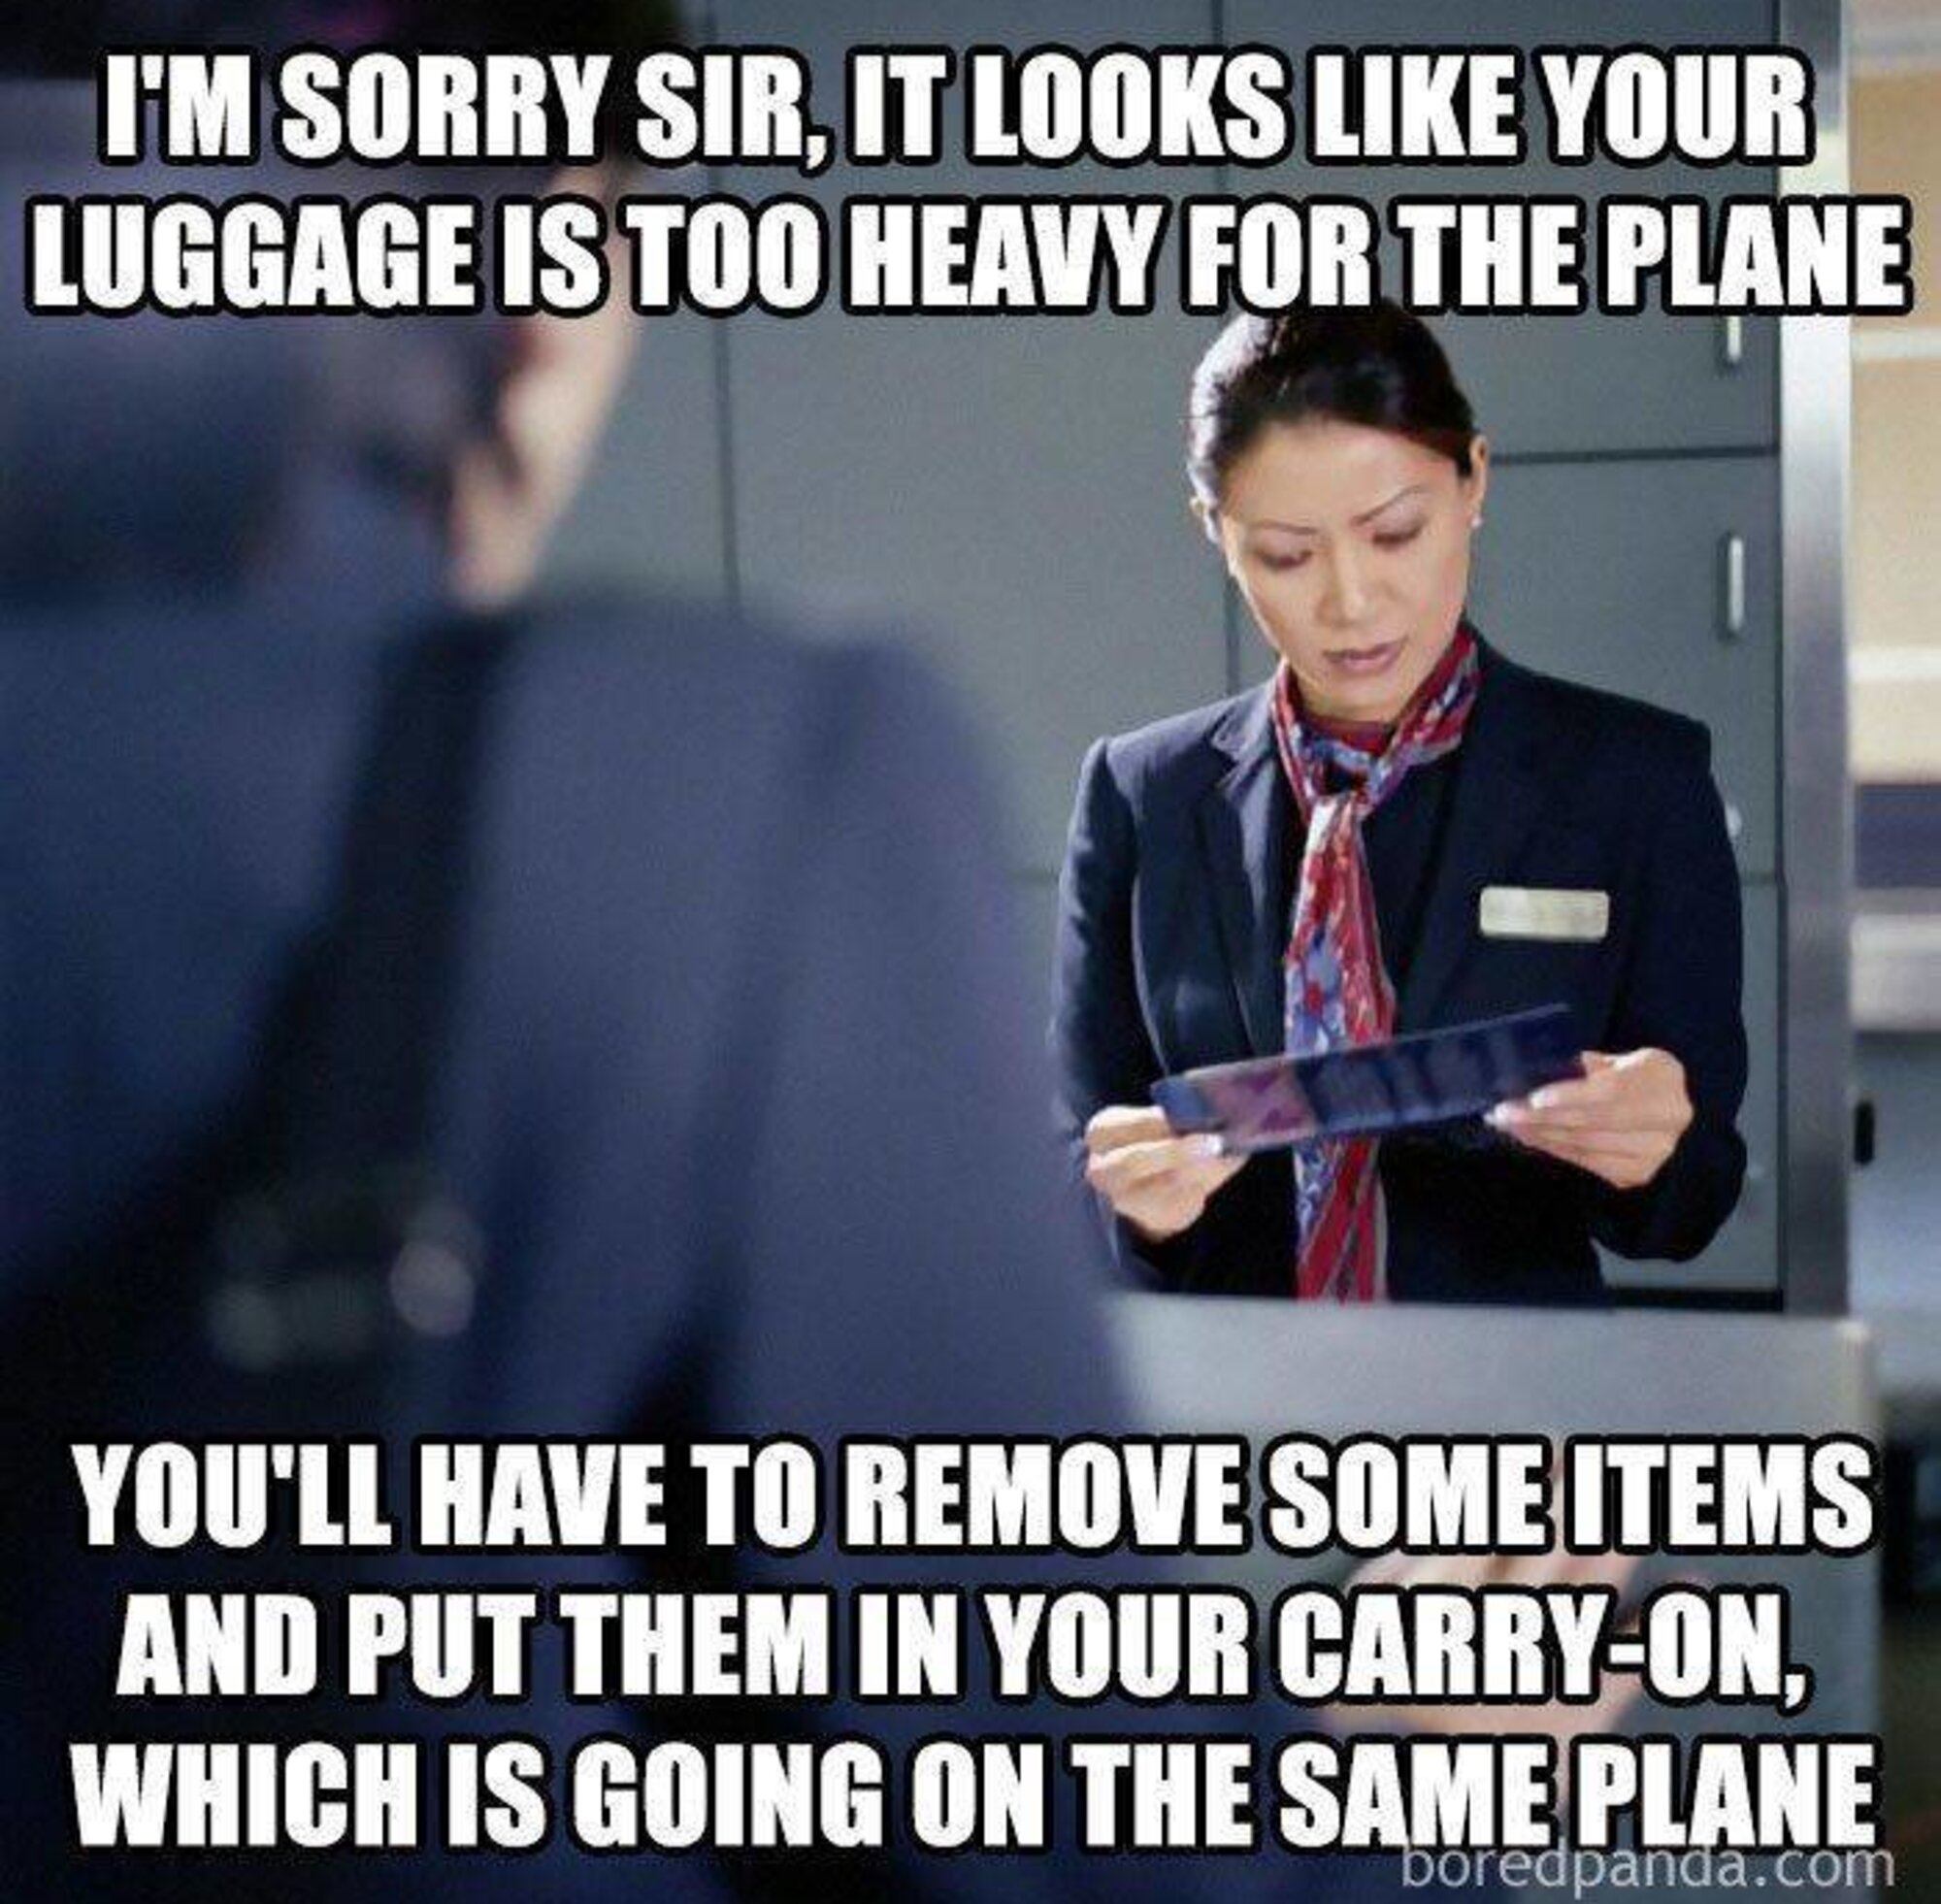 I'M SORRY SIR, IT LOOKS LIKE YOUR
LUGGAGE IS TOO HEAVY FOR THE PLANE
YOU'LL HAVE TO REMOVE SOME ITEMS
AND PUT THEM IN YOUR CARRY-ON,
WHICH IS GOING ON THE SAME PLANE
boredpanda.com